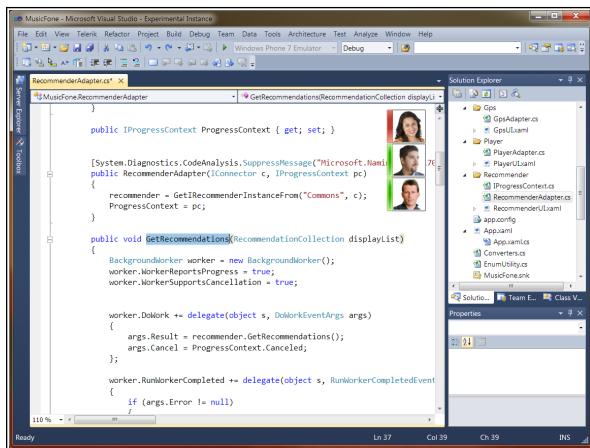 MusicFone - Microsoft Visual Studio - Experimental Instance
File Edit View Telerik Refactor Project Build Debug Team Data Tools Architecture Test Analyze Window Help
Windows Phone 7 Emulator Debug
RecommenderAdapter.cs*
MusicFone.RecommenderAdapter GetRecommendations(RecommendationCollection displayLi
}
public IProgressContext ProgressContext { get; set; }
[System.Diagnostics.CodeAnalysis.SuppressMessage("Microsoft.Nami
public RecommenderAdapter(IConnector c, IProgressContext pc)
{
recommender = GetIRecommenderInstanceFrom("Commons", c);
ProgressContext = pc;
}
public void GetRecommendations(RecommendationCollection displayList)
{
BackgroundWorker worker = new BackgroundWorker();
worker.WorkerReportsProgress = true;
worker.WorkerSupportsCancellation = true;
worker.DoWork += delegate(object s, DoWorkEventArgs args)
{
args.Result = recommender.GetRecommendations();
args.Cancel = ProgressContext.Canceled;
};
worker.RunWorkerCompleted += delegate(object s, RunWorkerCompletedEvent
{
if (args.Error != null)
{
110 %
Server Explorer
Toolbox
Solution Explorer
Gps
GpsAdapter.cs
GpsUI.xaml
Player
PlayerAdapter.cs
PlayerUI.xaml
Recommender
IProgressContext.cs
RecommenderAdapter.cs
RecommenderUI.xaml
app.config
App.xaml
App.xaml.cs
Converters.cs
EnumUtility.cs
MusicFone.snk
Solutio... Team E... Class V...
Properties
Ready Ln 37 Col 39 Ch 39 INS